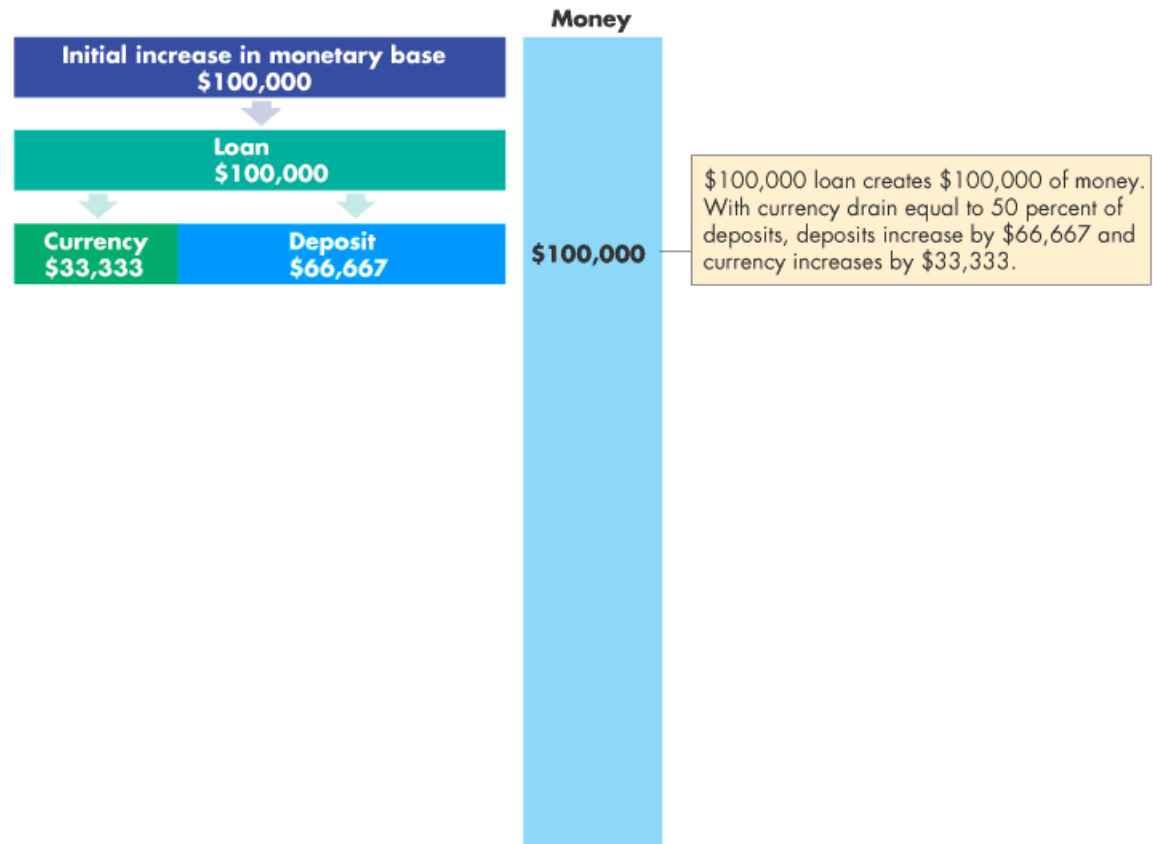 Money
Initial increase in monetary base
$100,000
Loan
$100,000
Currency
$33,333
Deposit
$66,667
$100,000
$100,000 loan creates $100,000 of money.
With currency drain equal to 50 percent of
deposits, deposits increase by $66,667 and
currency increases by $33,333.